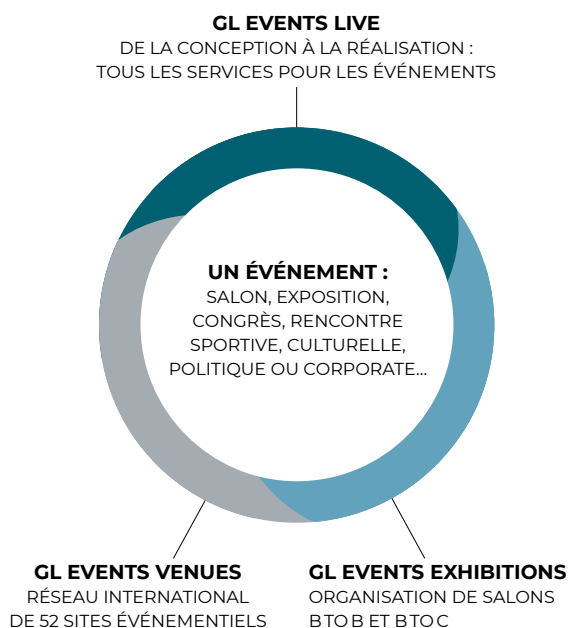 GL EVENTS LIVE
DE LA CONCEPTION À LA RÉALISATION :
TOUS LES SERVICES POUR LES ÉVÉNEMENTS
UN ÉVÉNEMENT :
SALON, EXPOSITION,
CONGRÈS, RENCONTRE
SPORTIVE, CULTURELLE,
POLITIQUE OU CORPORATE...
GL EVENTS VENUES
RÉSEAU INTERNATIONAL
DE 52 SITES ÉVÉNEMENTIELS
GL EVENTS EXHIBITIONS
ORGANISATION DE SALONS
B TO B ET B TO C